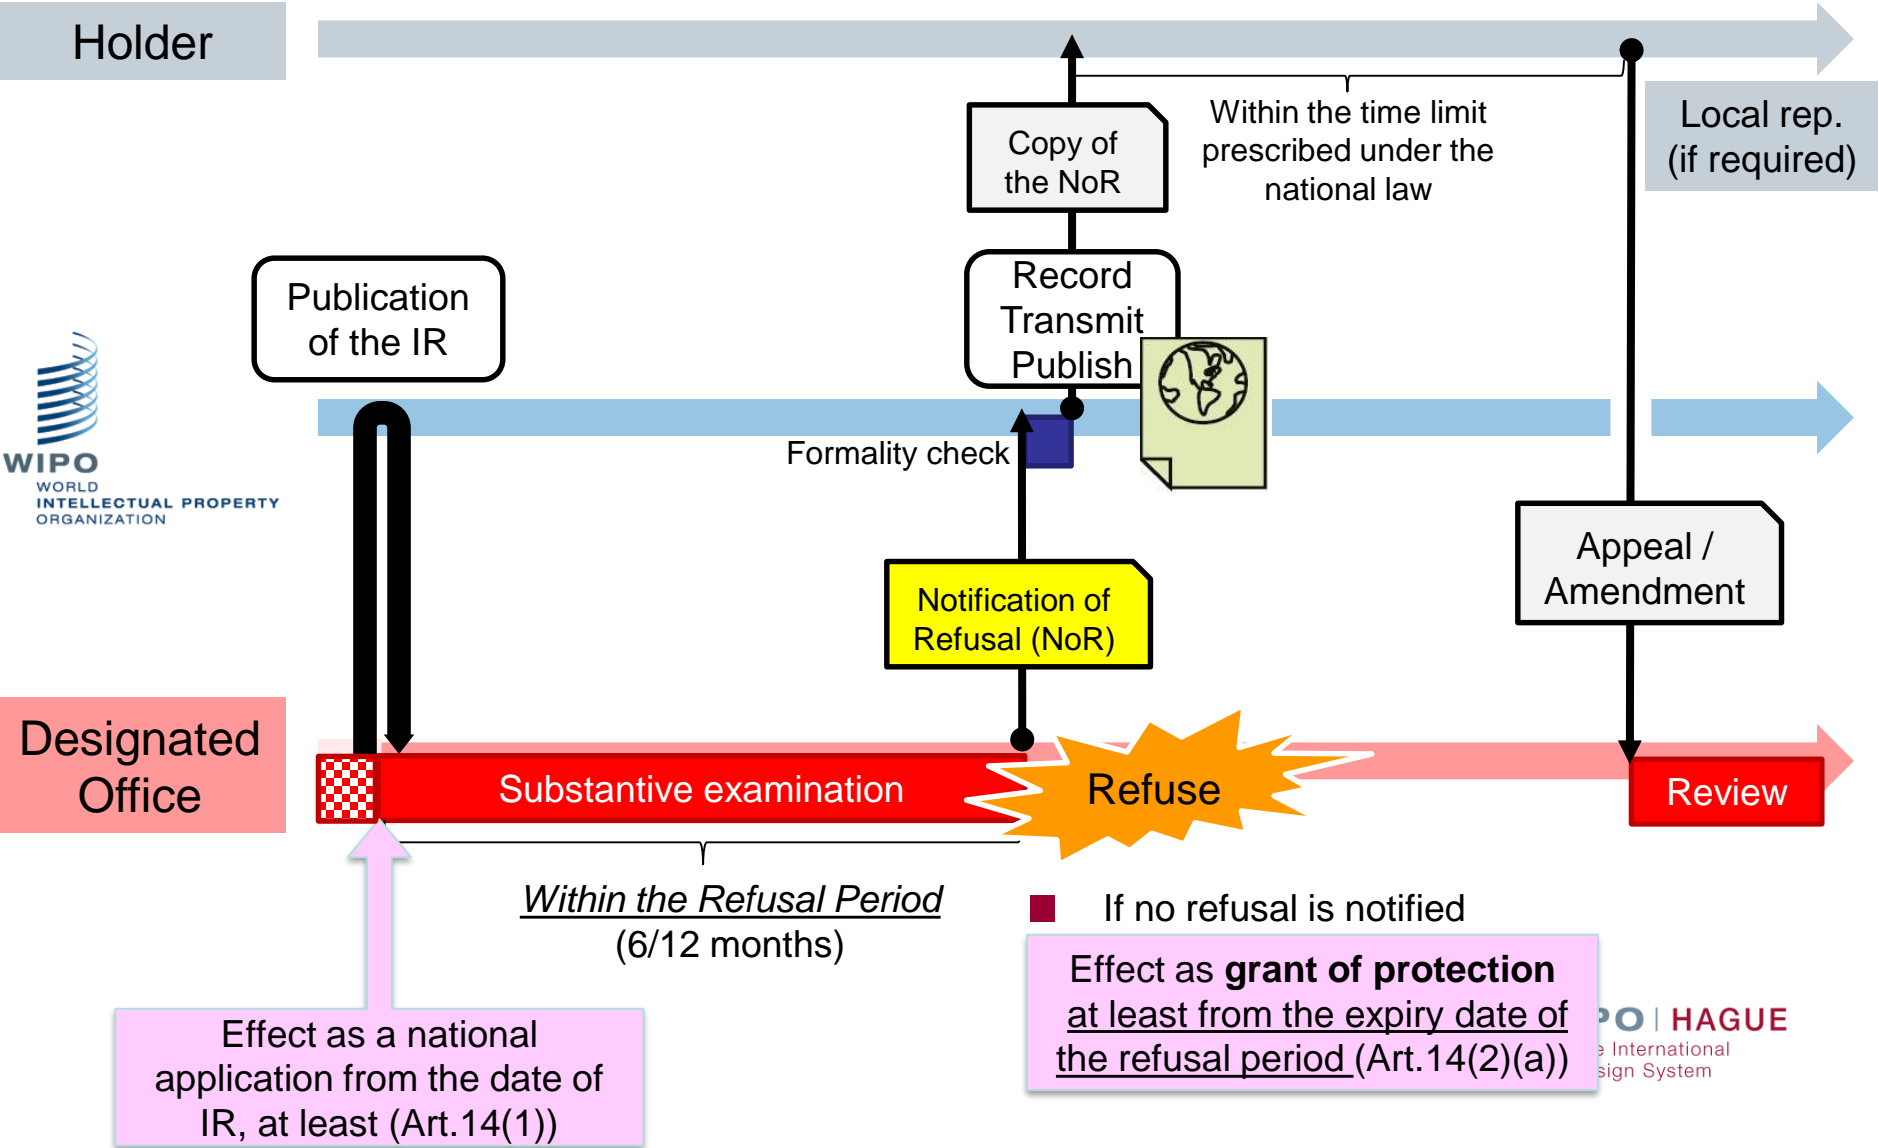 Holder
Within the time limit
prescribed under the
national law
Local rep.
(if required)
Copy of
the NoR
Publication
of the IR
Record
Transmit
Publish
WIPO
WORLD
INTELLECTUAL PROPERTY
ORGANIZATION
Formality check
Notification of
Refusal (NoR)
Appeal /
Amendment
Designated
Office
Substantive examination
Refuse
Review
Within the Refusal Period
(6/12 months)
If no refusal is notified
Effect as grant of protection
at least from the expiry date of
the refusal period (Art.14(2)(a))
Effect as a national
application from the date of
IR, at least (Art.14(1))
HAGUE
International
System